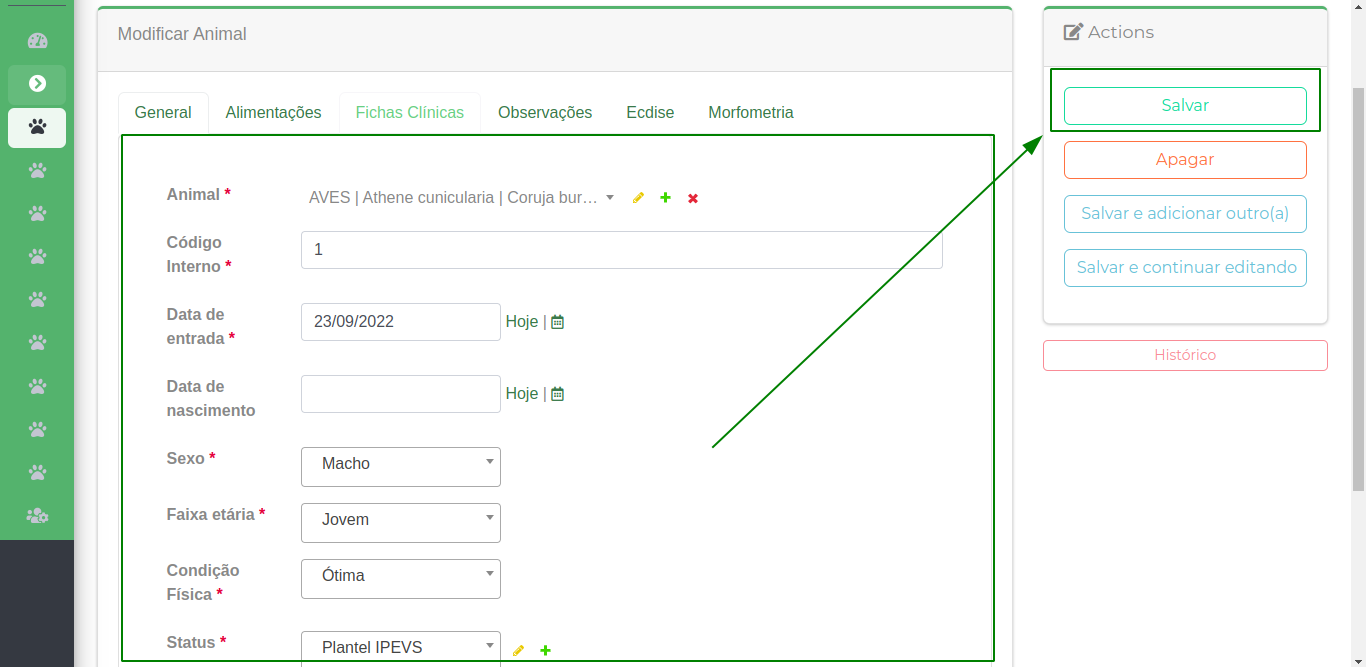 Modificar Animal
Actions
General Alimentações Fichas Clínicas Observações Ecdise Morfometria
Salvar
Apagar
Salvar e adicionar outro(a)
Salvar e continuar editando
Histórico
Animal * AVES | Athene cunicularia | Coruja bur...
Código
Interno * 1
Data de
entrada * 23/09/2022 Hoje |
Data de
nascimento Hoje |
Sexo * Macho
Faixa etária * Jovem
Condição
Física * Ótima
Status * Plantel IPEVS